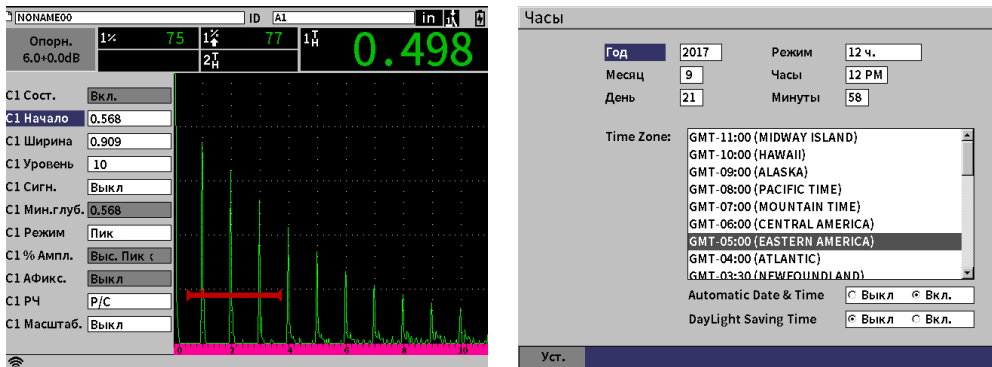 NONAME00 ID A1 in
Опорн. 1% 75 1% 77 0.498
6.0+0.0dB
C1 Сост. Вкл.
C1 Начало 0.568
C1 Ширина 0.909
C1 Уровень 10
C1 Сигн. Выкл
C1 Мин.глуб. 0.568
C1 Режим Пик
C1 % Ампл. Выс. Пик
C1 АФикс. Выкл
C1 РЧ Р/С
C1 Масштаб. Выкл
0 2 4 6 8 10
Часы
Год 2017 Режим 12 ч.
Месяц 9 Часы 12 PM
День 21 Минуты 58
Time Zone: GMT-11:00 (MIDWAY ISLAND)
GMT-10:00 (HAWAII)
GMT-09:00 (ALASKA)
GMT-08:00 (PACIFIC TIME)
GMT-07:00 (MOUNTAIN TIME)
GMT-06:00 (CENTRAL AMERICA)
GMT-05:00 (EASTERN AMERICA)
GMT-04:00 (ATLANTIC)
GMT-03:30 (NEWFOUNDLAND)
Automatic Date & Time Выкл Вкл.
DayLight Saving Time Выкл Вкл.
Уст.